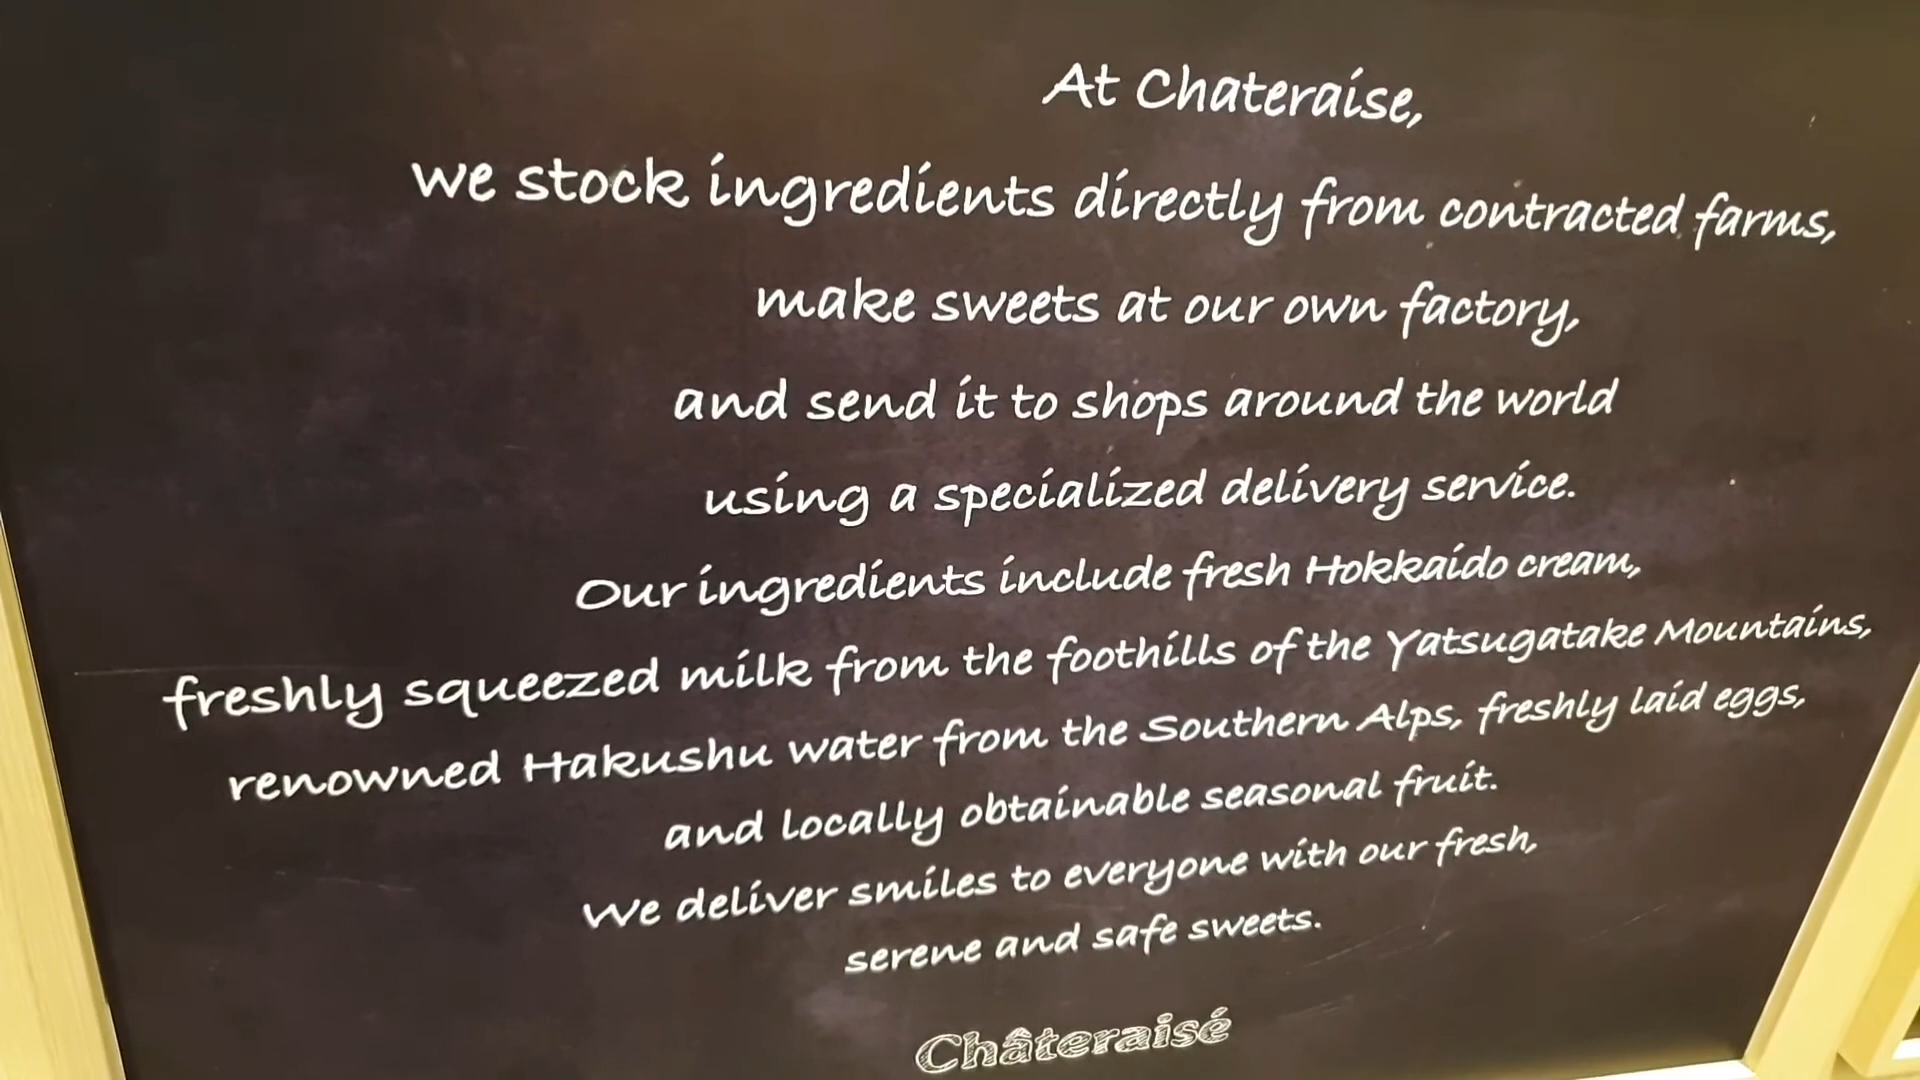 At Chateraise,
we stock ingredients directly from contracted farms,
make sweets at our own factory,
and send it to shops around the world
using a specialized delivery service.
Our ingredients include fresh Hokkaido cream,
freshly squeezed milk from the foothills of the Yatsugatake Mountains,
renowned Hakushu water from the Southern Alps, freshly laid eggs,
and locally obtainable seasonal fruit.
We deliver smiles to everyone with our fresh,
serene and safe sweets.
Châteraisé